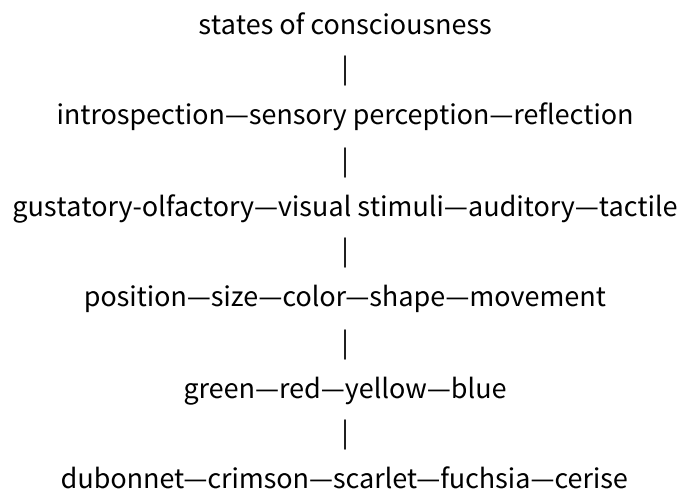 states of consciousness
introspection—sensory perception—reflection
gustatory-olfactory—visual stimuli—auditory—tactile
position—size—color—shape—movement
green—red—yellow—blue
dubonnet—crimson—scarlet—fuchsia—cerise